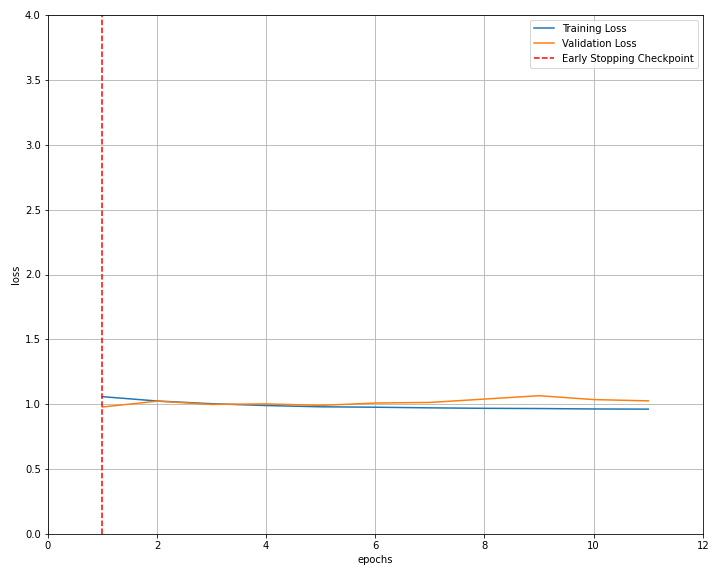 Training Loss
Validation Loss
Early Stopping Checkpoint
4.0
3.5
3.0
2.5
2.0
1.5
1.0
0.5
0.0
loss
0 2 4 6 8 10 12
epochs